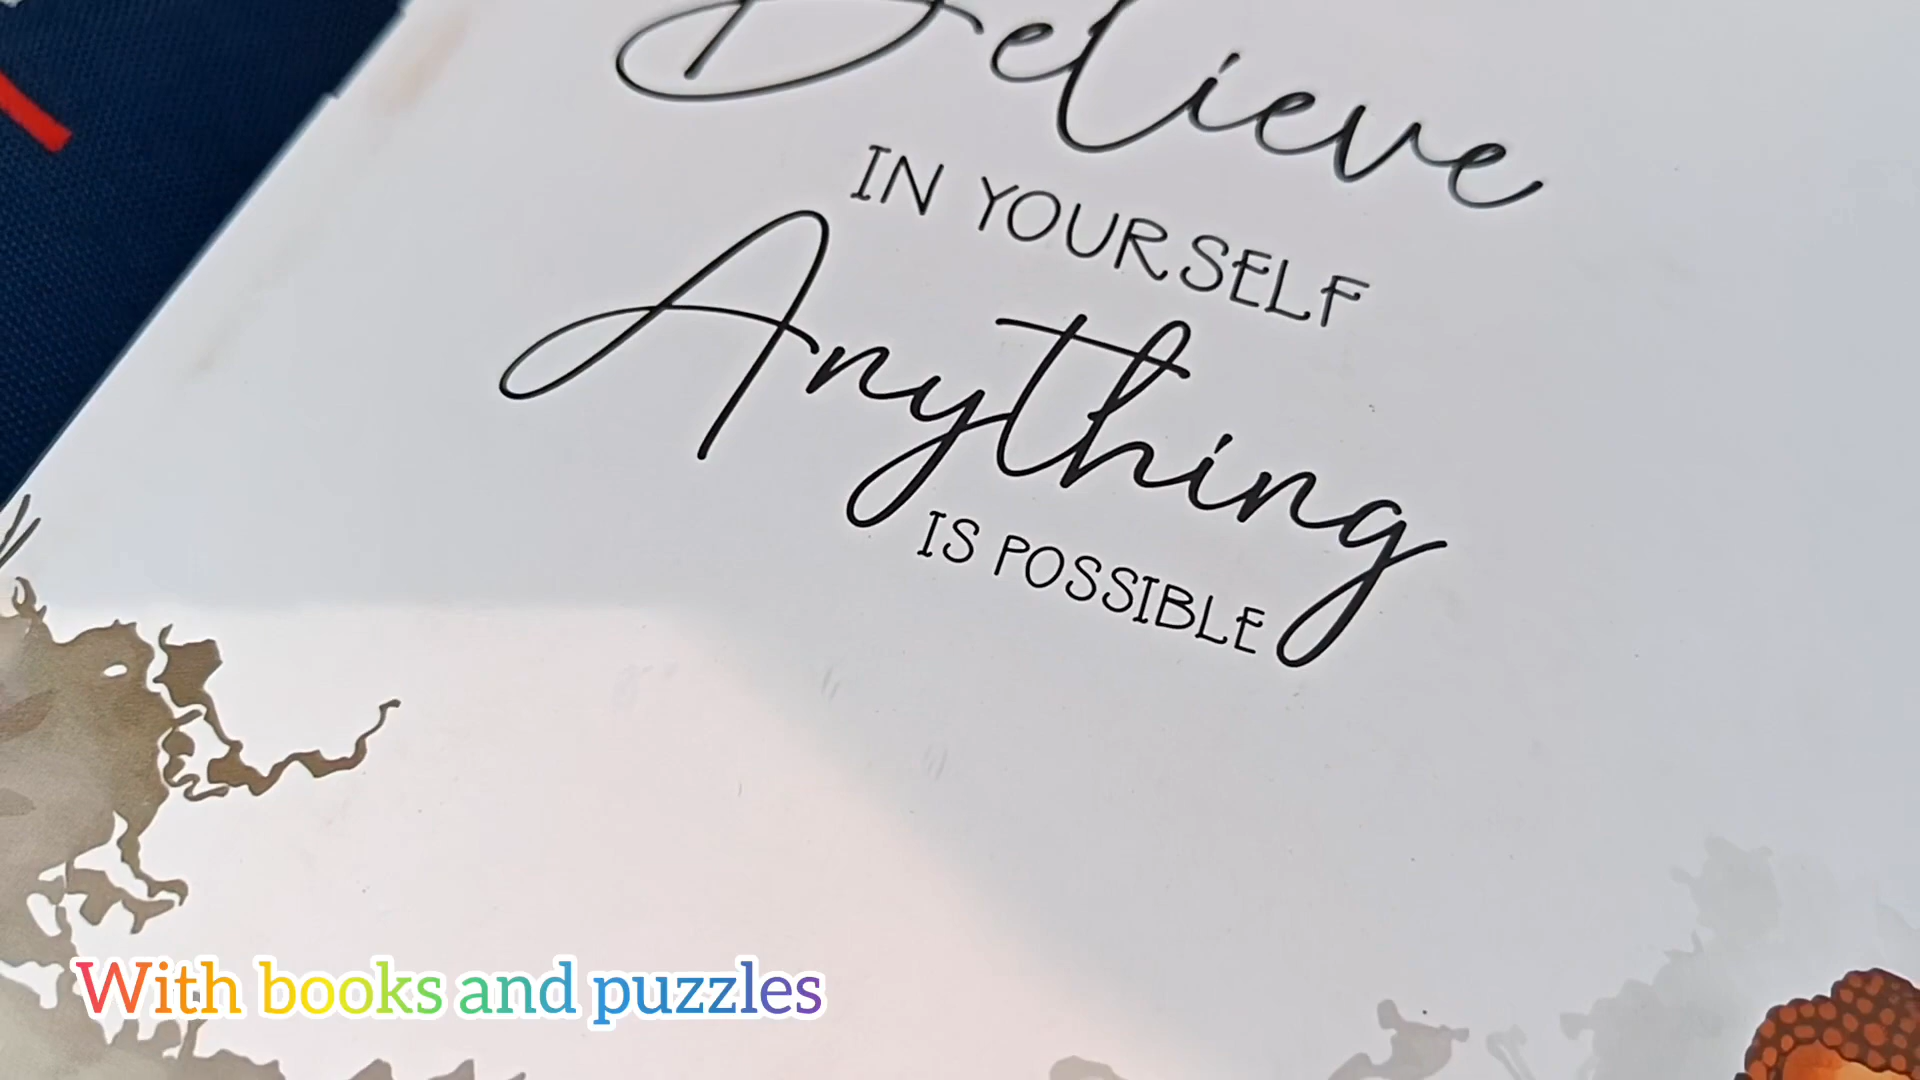 Believe
IN YOURSELF
Anything
IS POSSIBLE
With books and puzzles